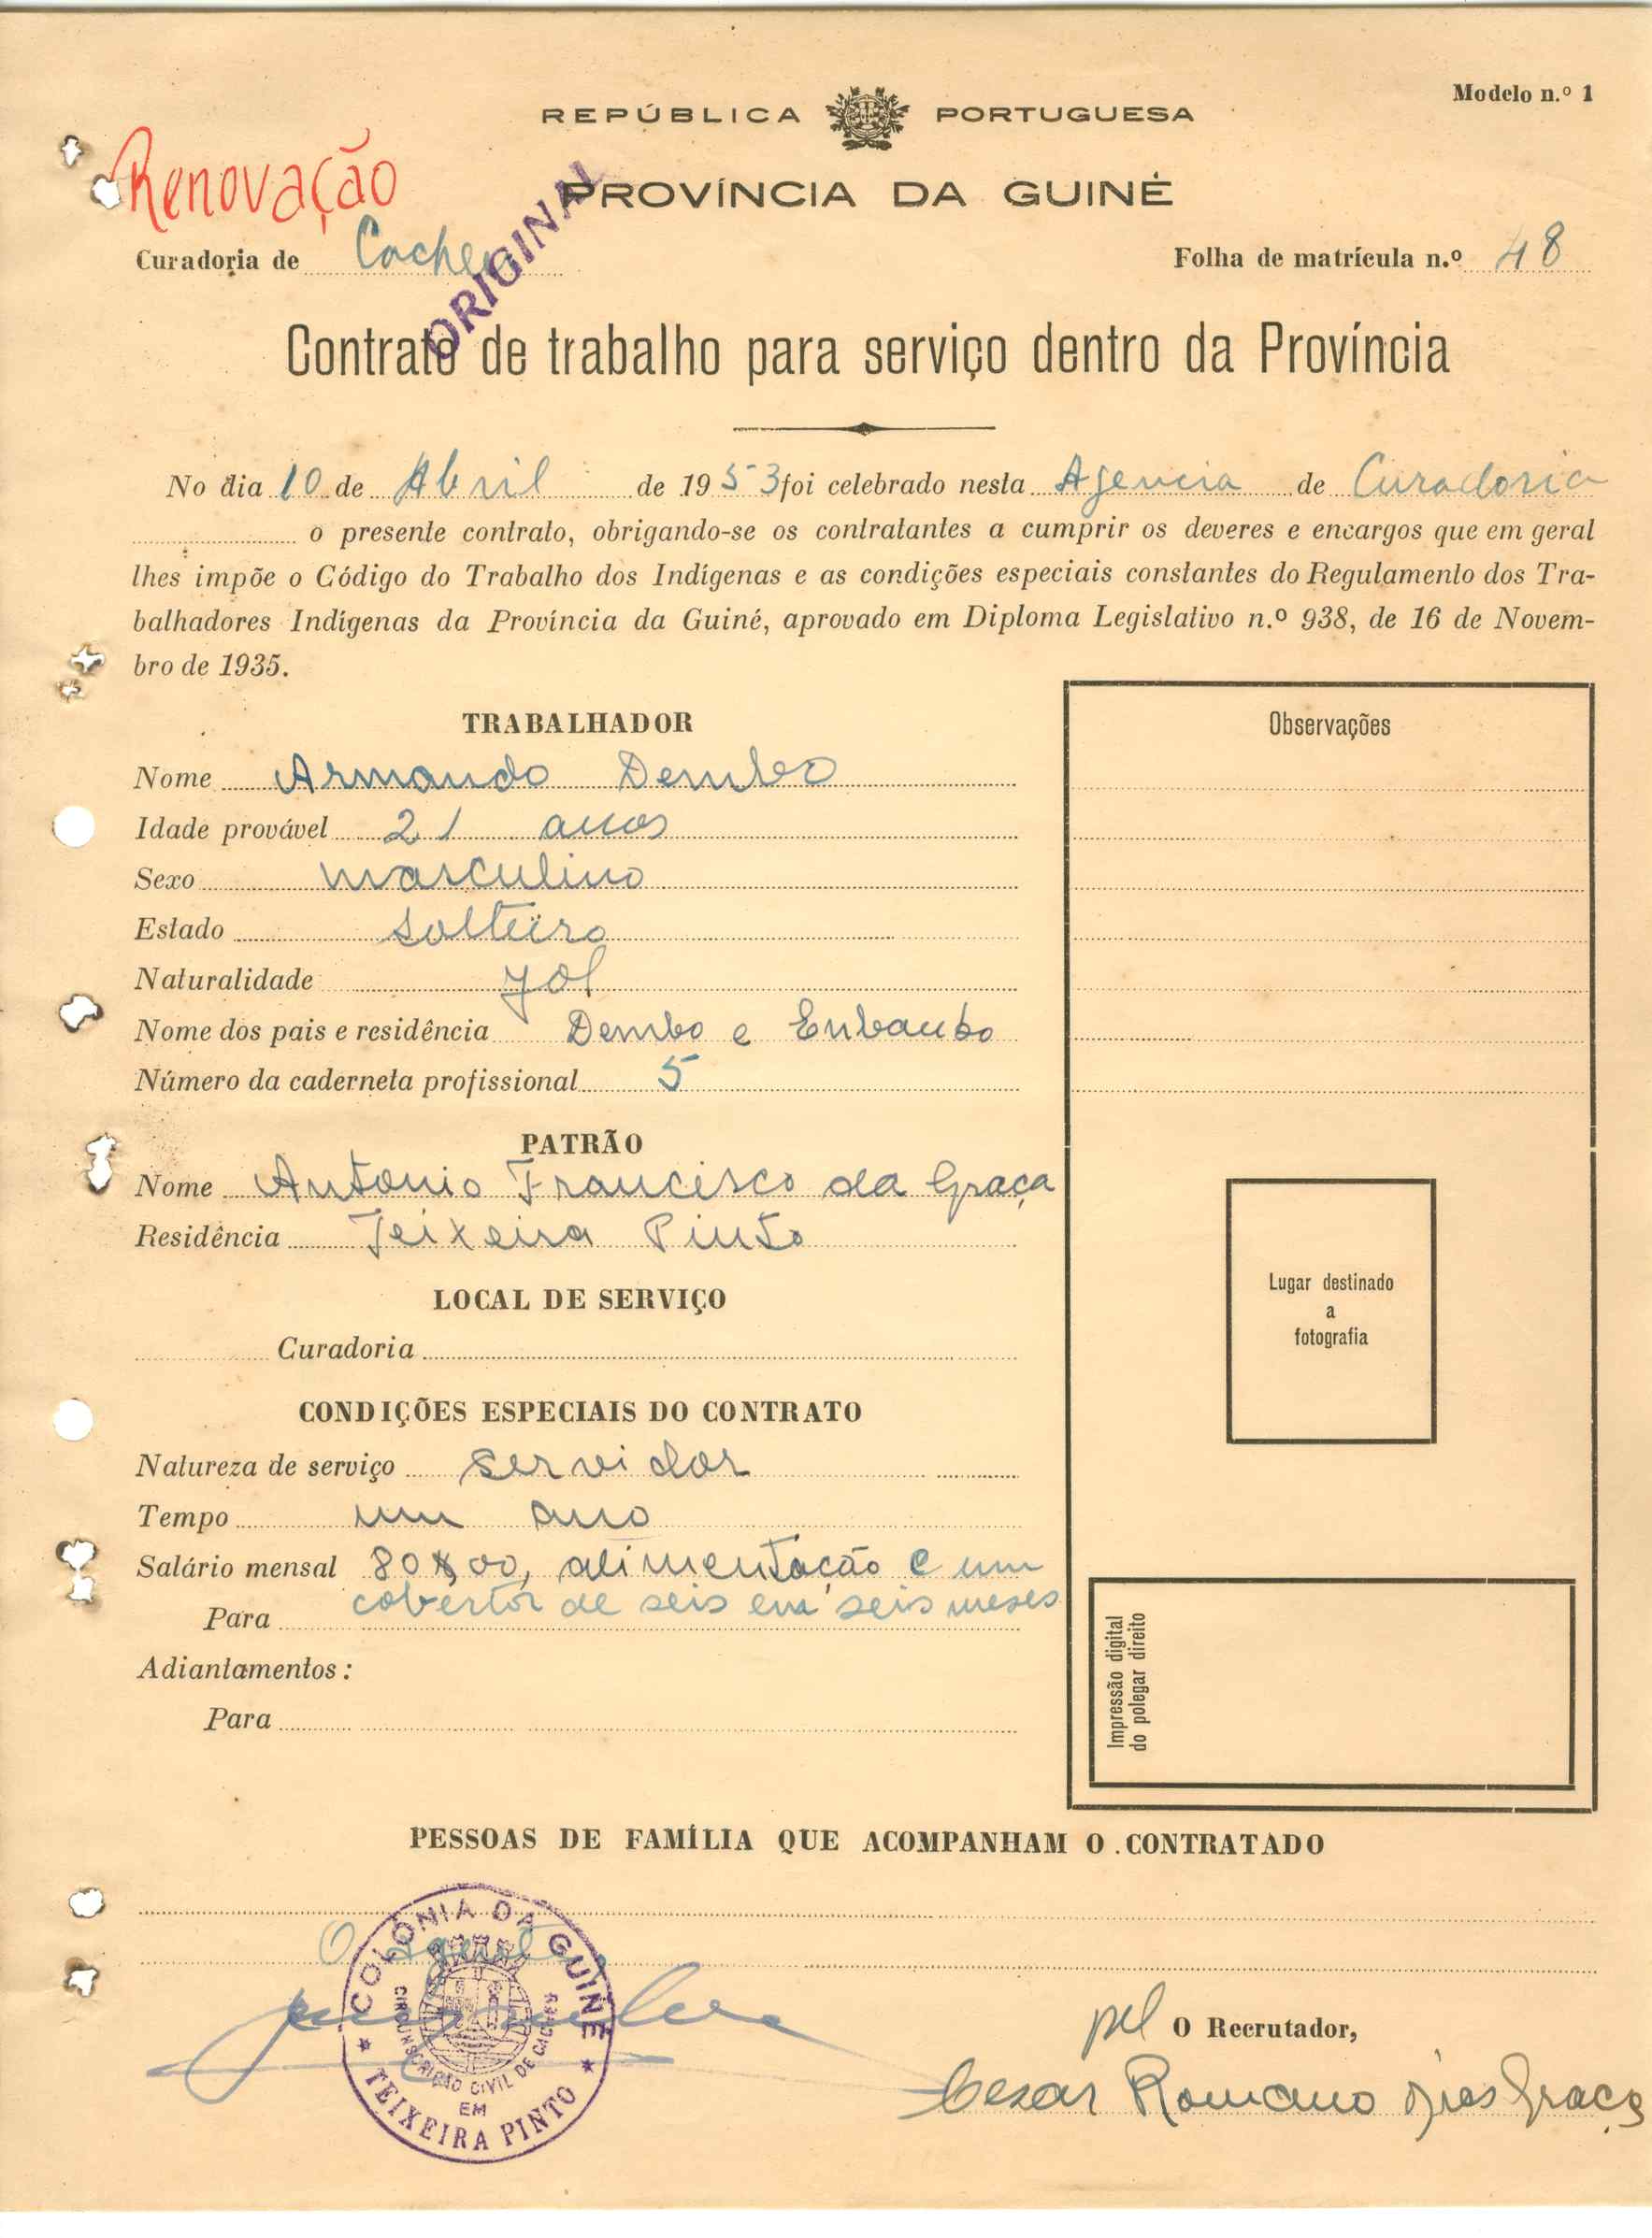 Modelo n.º 1
REPÚBLICA PORTUGUESA
Renovação
PROVÍNCIA DA GUINÉ
ORIGINAL
Curadoria de Cacheu
Folha de matrícula n.º 48
Contrato de trabalho para serviço dentro da Província
No dia 10 de Abril de 1953 foi celebrado nesta Agencia de Curadoria
o presente contrato, obrigando-se os contratantes a cumprir os deveres e encargos que em geral
lhes impõe o Código do Trabalho dos Indígenas e as condições especiais constantes do Regulamento dos Tra-
balhadores Indígenas da Província da Guiné, aprovado em Diploma Legislativo n.º 938, de 16 de Novem-
bro de 1935.
TRABALHADOR
Nome Armando Dembo
Idade provável 21 anos
Sexo masculino
Estado solteiro
Naturalidade Jol
Nome dos pais e residência Dembo e
Número da caderneta profissional 5
PATRÃO
Nome Antonio Francisco da Graça
Residência Teixeira Pinto
LOCAL DE SERVIÇO
Curadoria
CONDIÇÕES ESPECIAIS DO CONTRATO
Natureza de serviço servidor
Tempo um ano
Salário mensal 80$00, alimentação e um
cobertor de seis em seis meses
Para
Adiantamentos:
Para
Observações
Lugar destinado
a
fotografia
Impressão digital
do polegar direito
PESSOAS DE FAMÍLIA QUE ACOMPANHAM O CONTRATADO
O Agente
COLÓNIA DA GUINÉ
CIRCUNSCRIÇÃO CIVIL DE CACHEU
EM
TEIXEIRA PINTO
pel O Recrutador,
Cezar Romano Graça